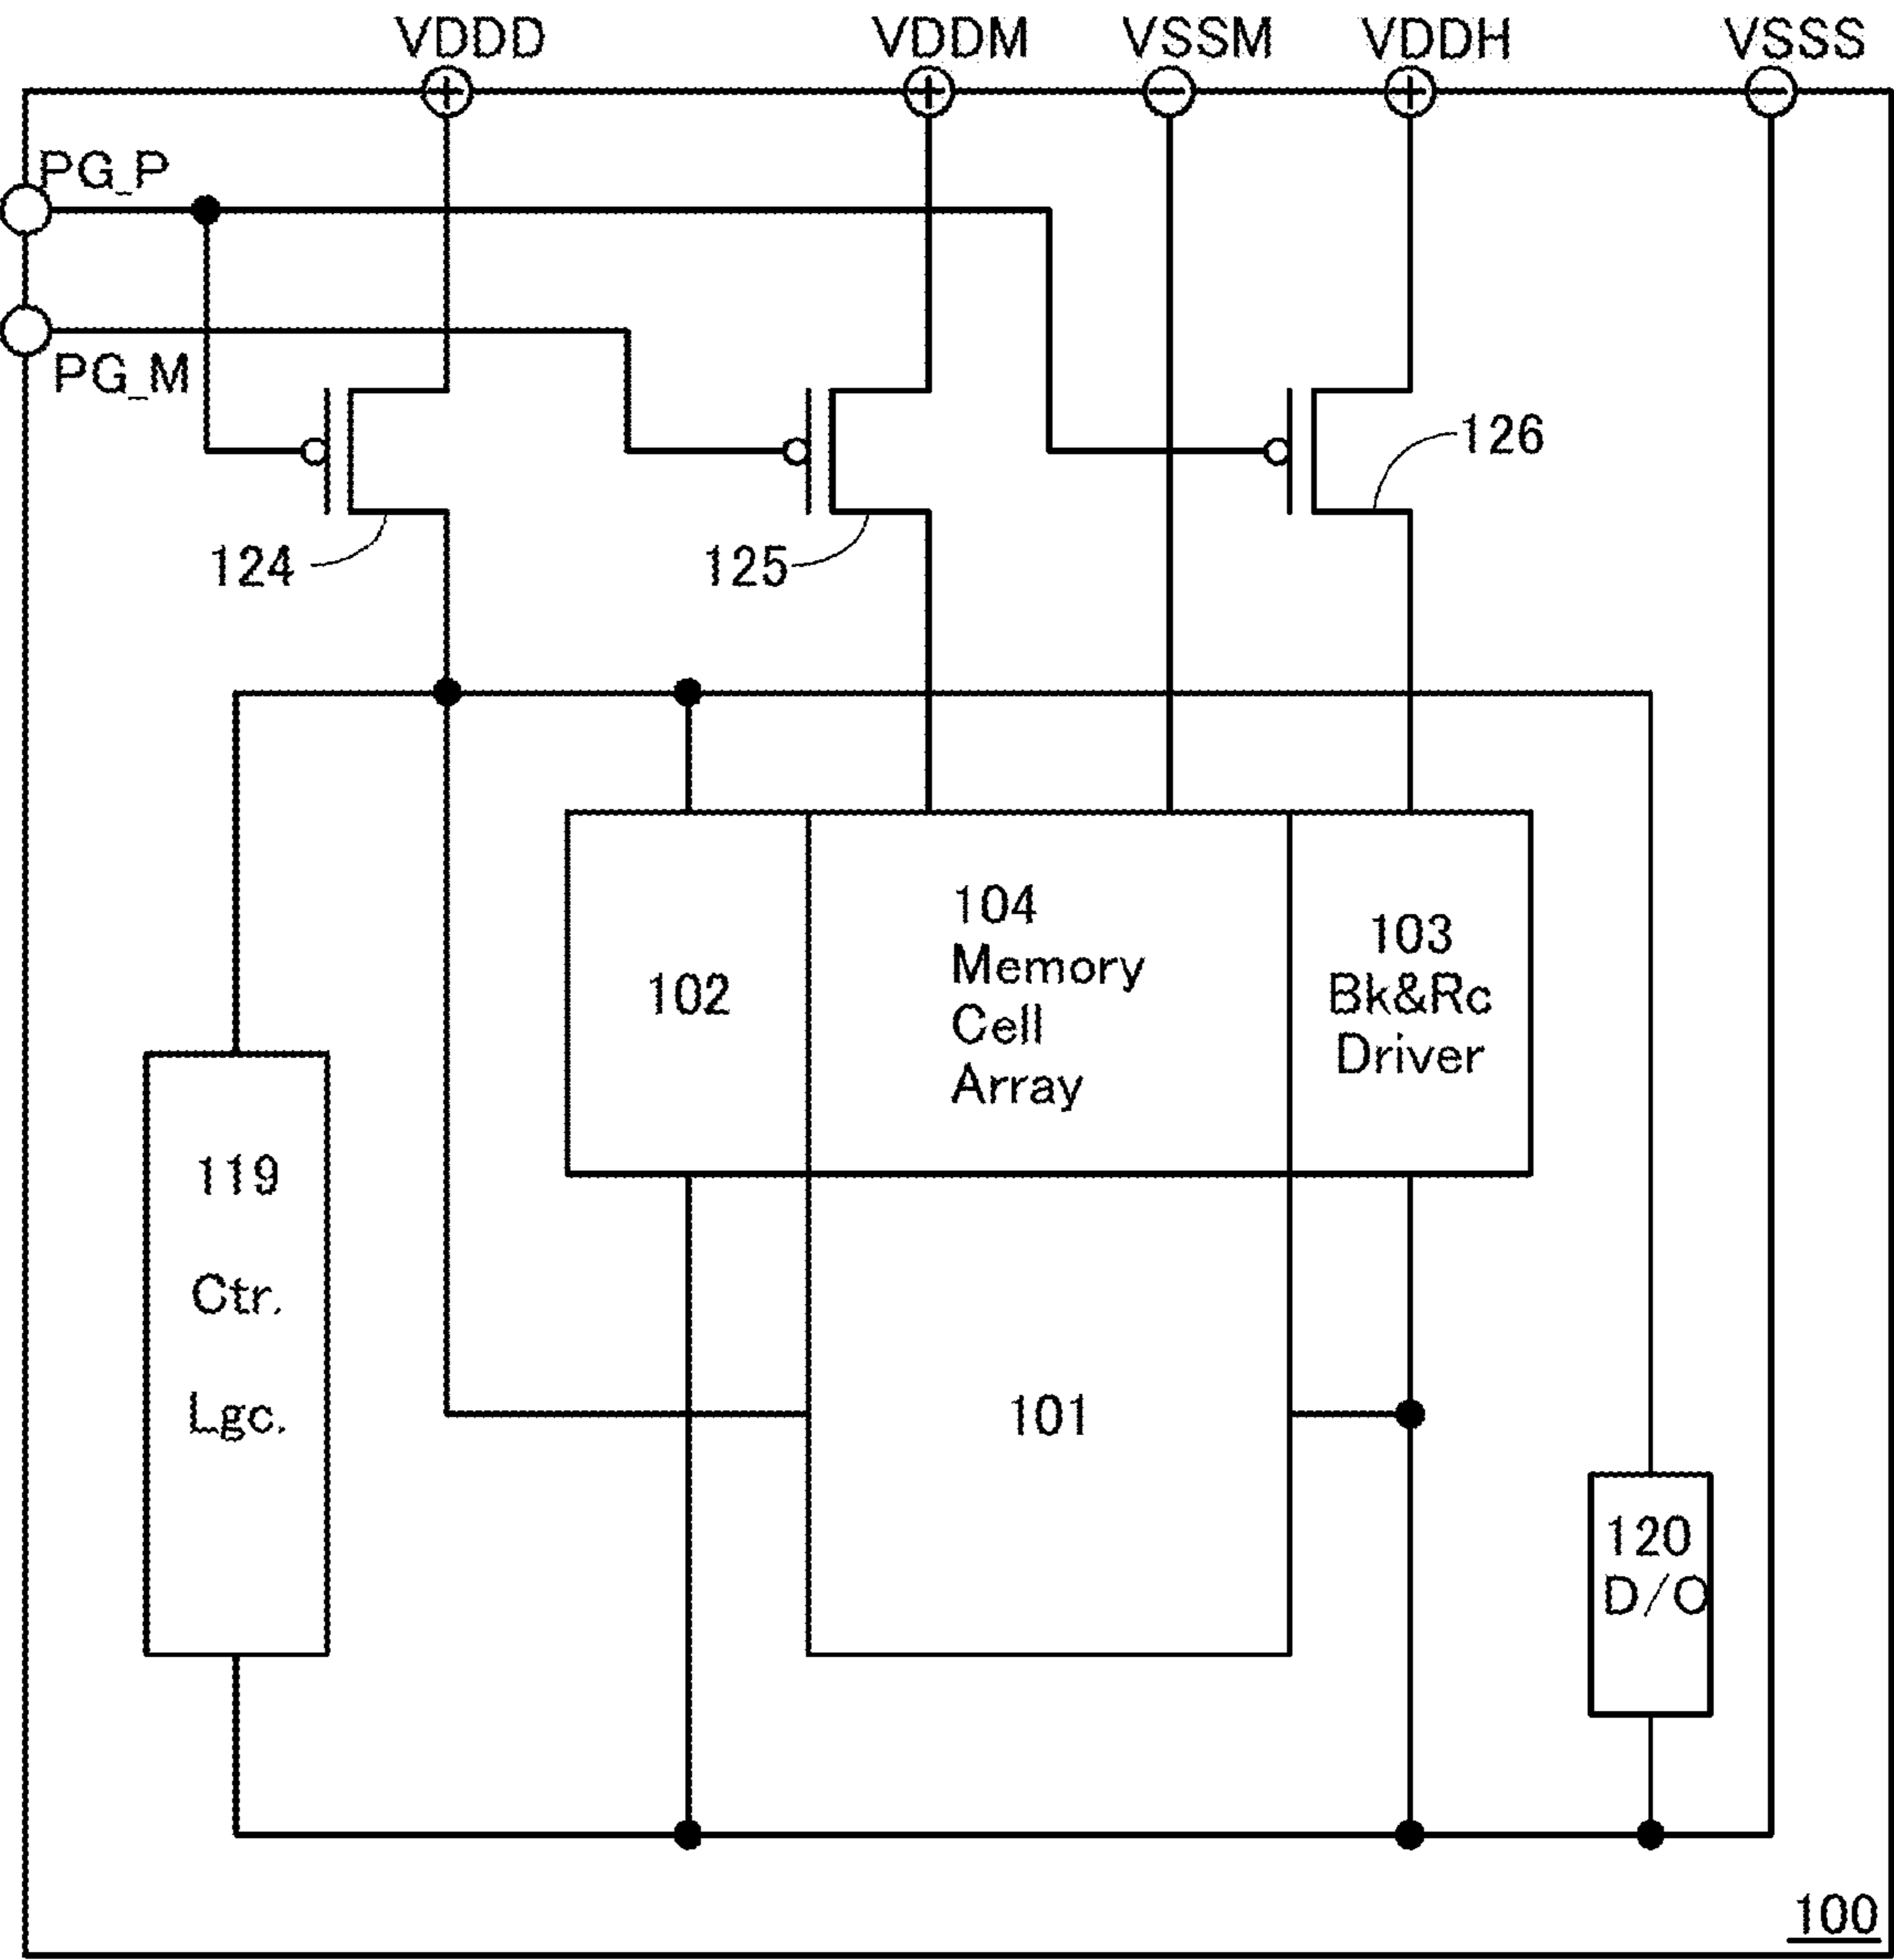 VDDD VDDM VSSM VDDH VSSS
PG_P
PG_M
126
124
125
102
104
Memory
Cell
Array
103
Bk&Rc
Driver
119
Ctr.
Lgc.
101
120
D/O
100